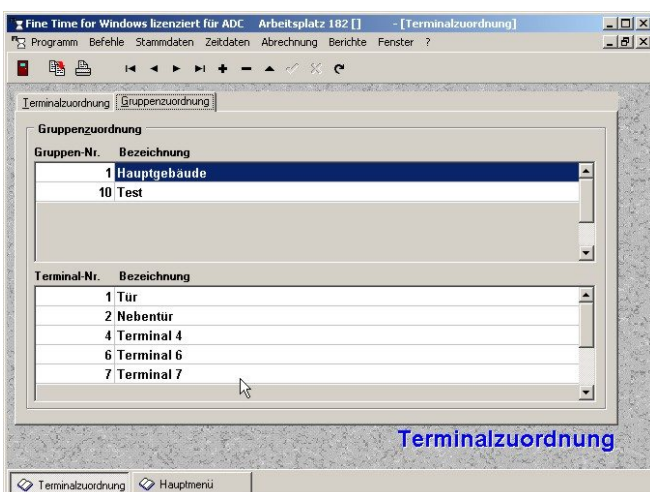 Fine Time for Windows lizenziert für ADC Arbeitsplatz 182 [] - [Terminalzuordnung]
Programm Befehle Stammdaten Zeitdaten Abrechnung Berichte Fenster ?
Terminalzuordnung Gruppenzuordnung
Gruppenzuordnung
Gruppen-Nr. Bezeichnung
1 Hauptgebäude
10 Test
Terminal-Nr. Bezeichnung
1 Tür
2 Nebentür
4 Terminal 4
6 Terminal 6
7 Terminal 7
Terminalzuordnung
Terminalzuordnung Hauptmenü